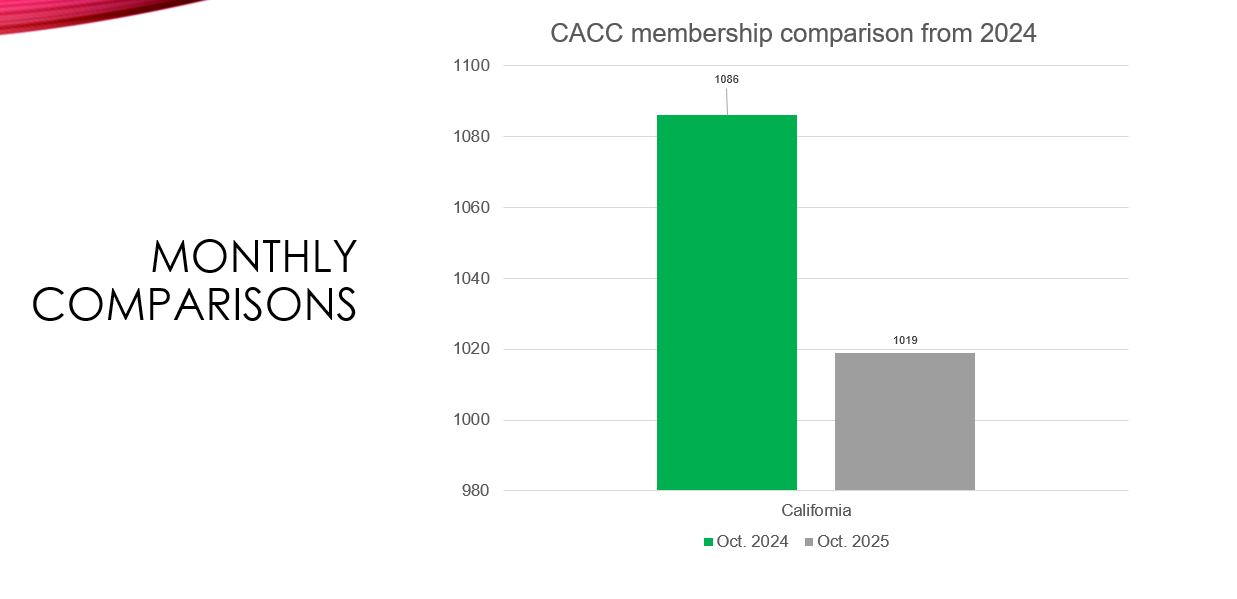 MONTHLY
COMPARISONS
CACC membership comparison from 2024
1100
1080
1060
1040
1020
1000
980
1086
1019
California
Oct. 2024 Oct. 2025